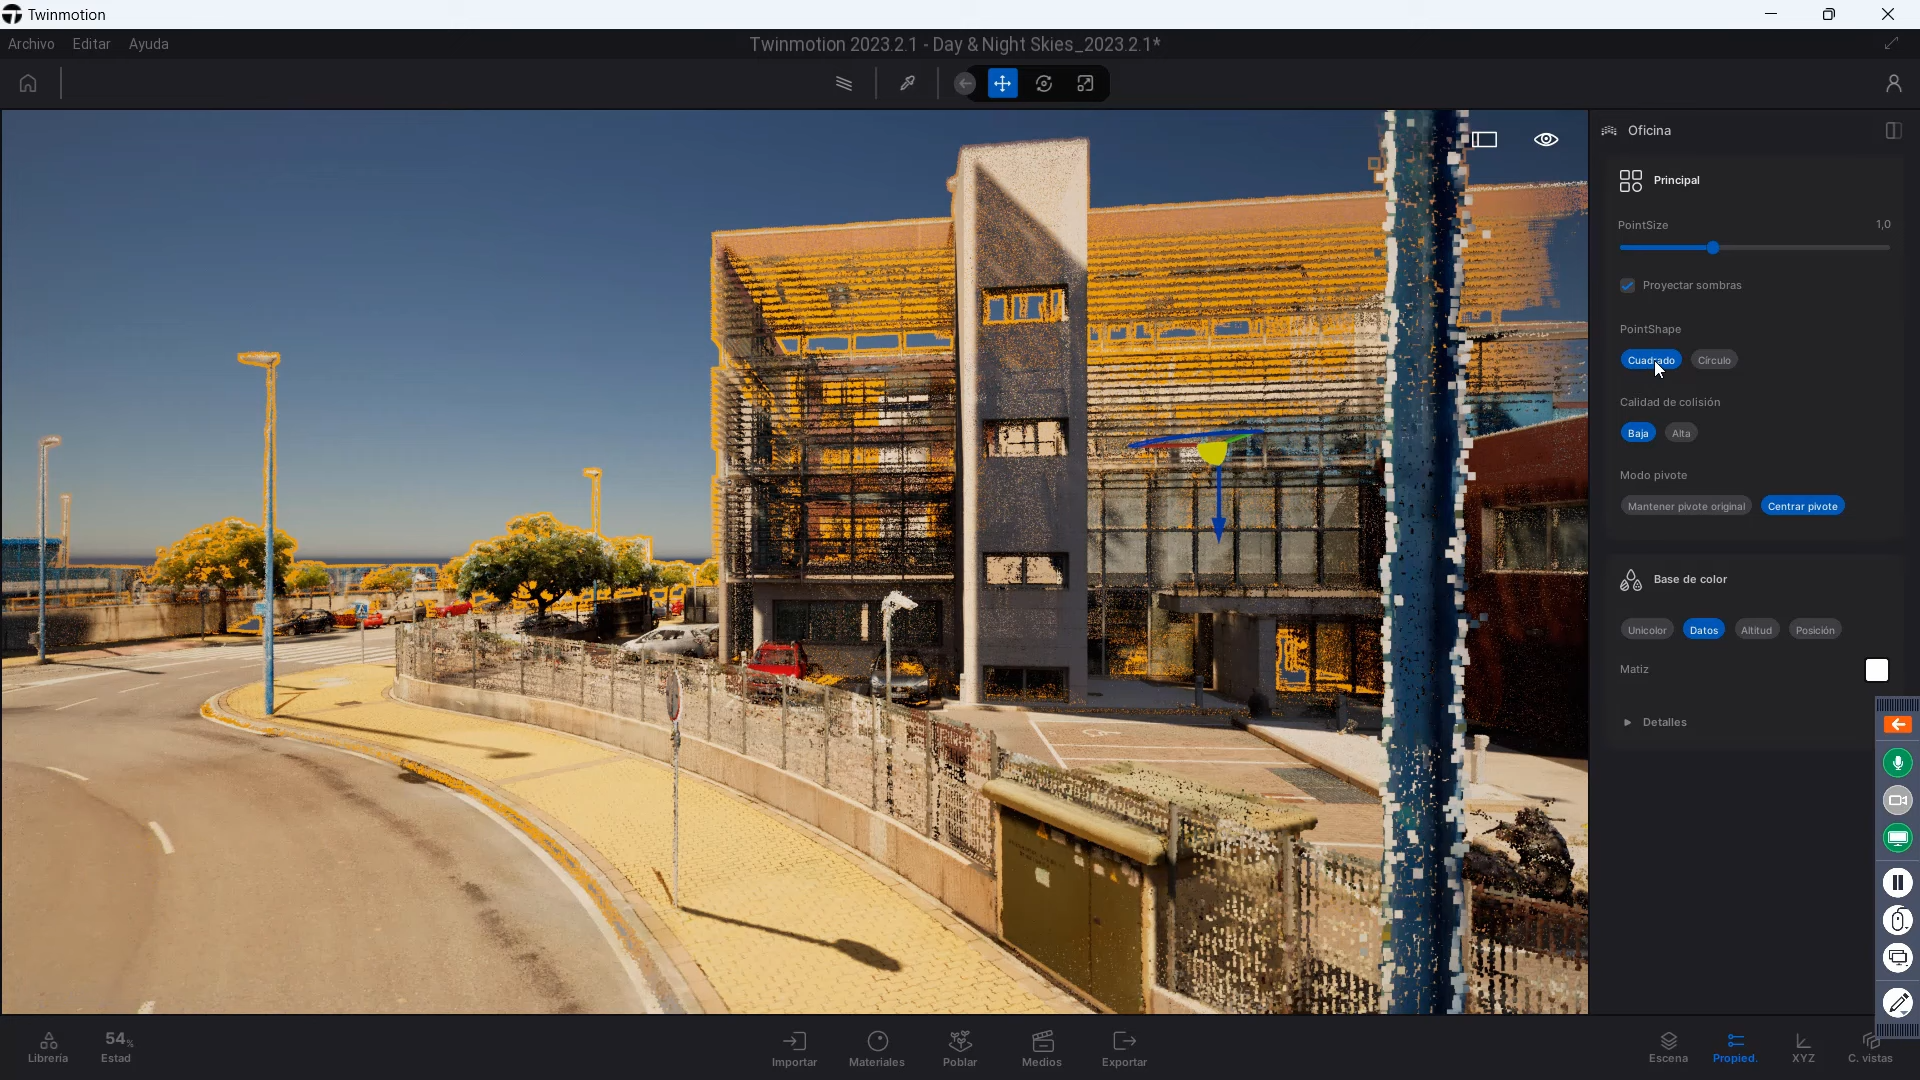 Twinmotion
Archivo Editar Ayuda
Twinmotion 2023.2.1 - Day & Night Skies_2023.2.1*
Oficina
Principal
PointSize 1,0
Proyectar sombras
PointShape
Cuadrado Círculo
Calidad de colisión
Baja Alta
Modo pivote
Mantener pivote original Centrar pivote
Base de color
Unicolor Datos Altitud Posición
Matiz
Detalles
Librería
54%
Estad
Importar
Materiales
Poblar
Medios
Exportar
Escena
Propied.
XYZ
C. vistas